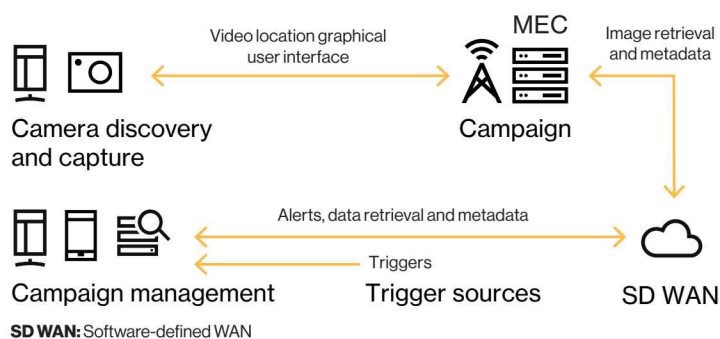 MEC
Video location graphical
user interface
Image retrieval
and metadata
Camera discovery
and capture
Campaign
Alerts, data retrieval and metadata
Triggers
Campaign management
Trigger sources
SD WAN
SD WAN: Software-defined WAN